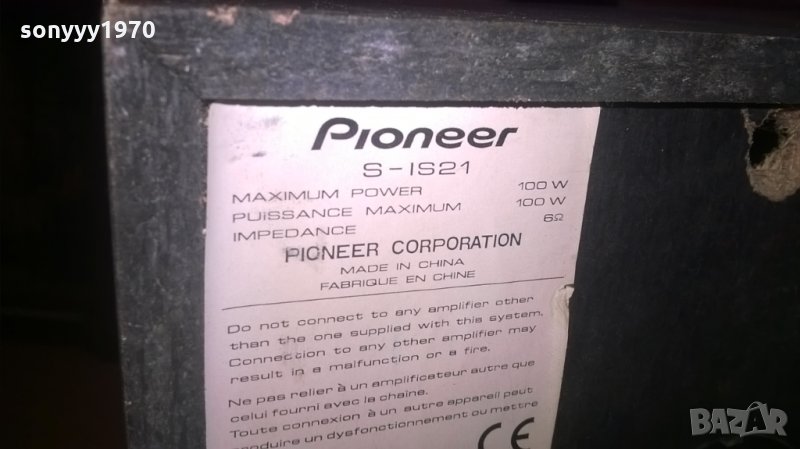 sonyyy1970
Pioneer
S-IS21
MAXIMUM POWER 100 W
PUISSANCE MAXIMUM 100 W
IMPEDANCE 6Ω
PIONEER CORPORATION
MADE IN CHINA
FABRIQUE EN CHINE
Do not connect to any amplifier other
than the one supplied with this system.
Connection to any other amplifier may
result in a malfunction or a fire.
Ne pas relier à un amplificateur autre que
celui fourni avec la chaine.
Toute connexion à un autre appareil peut
produire un dysfonctionnement ou mettre
CE
BAZAR